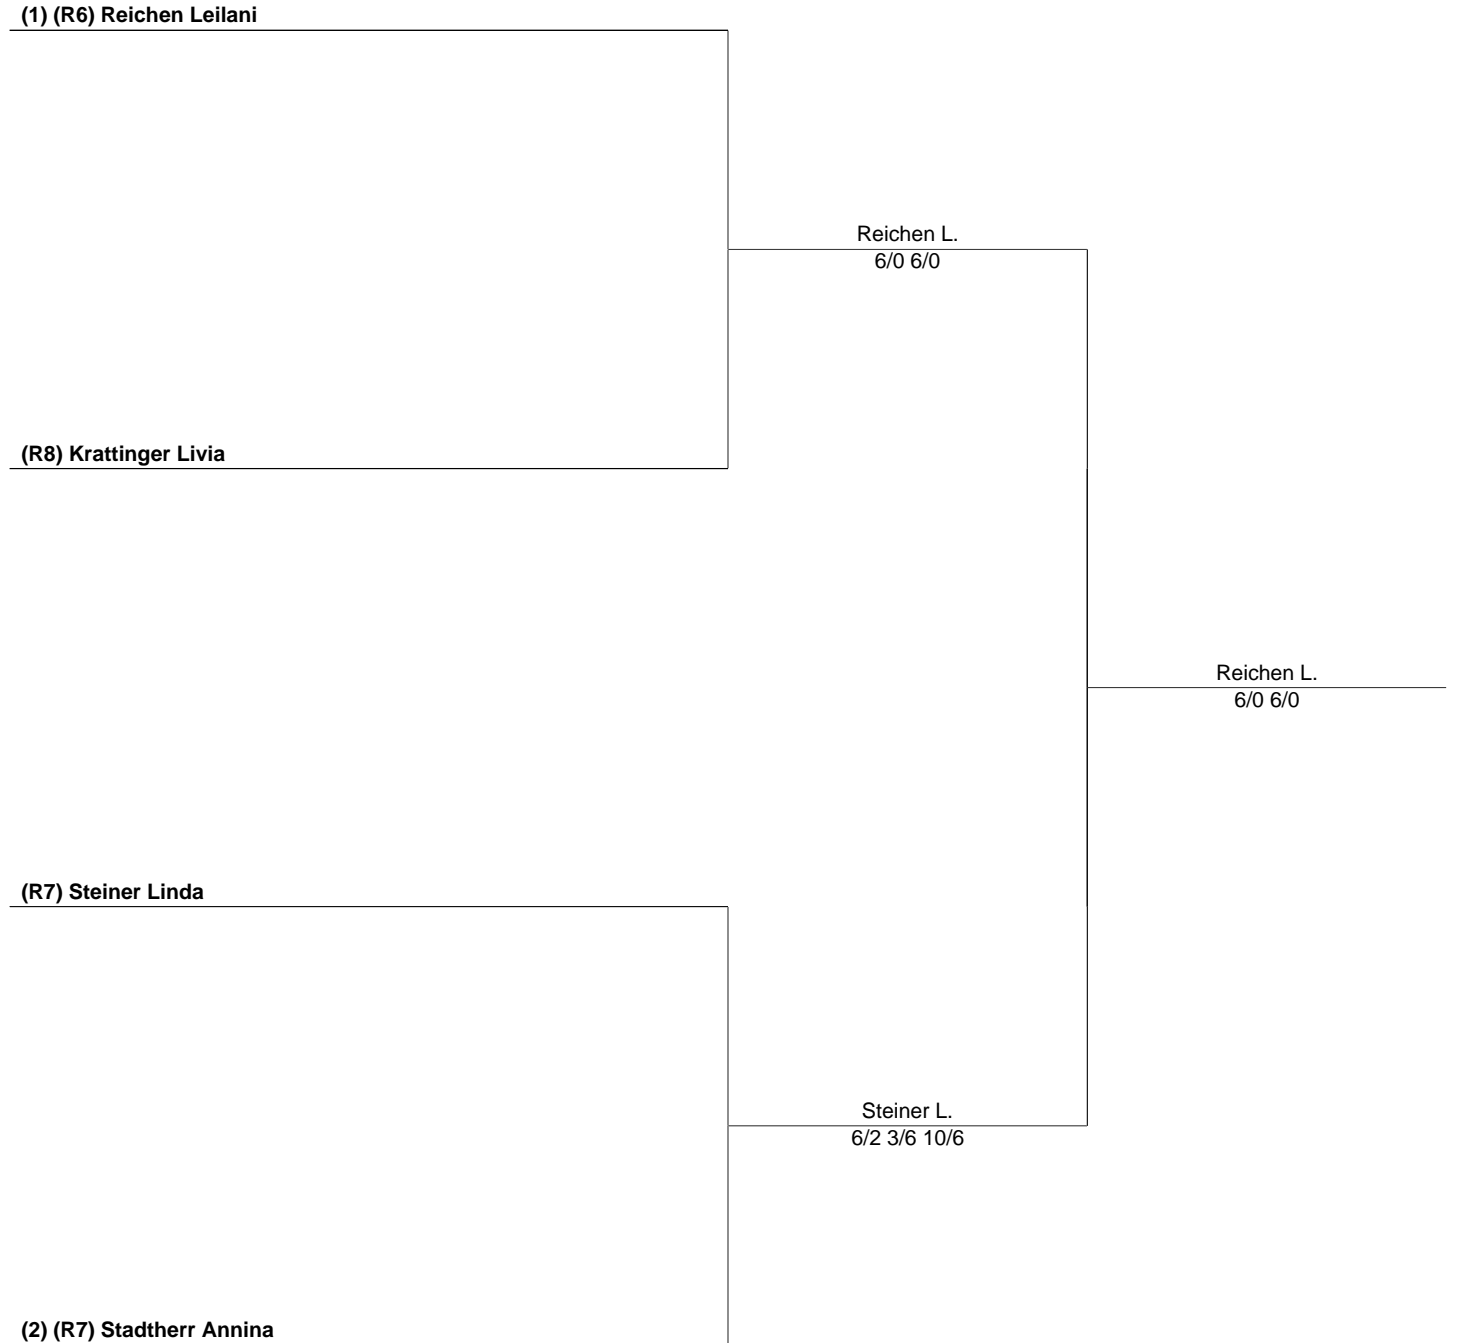 (1) (R6) Reichen Leilani
Reichen L.
6/0 6/0
(R8) Krattinger Livia
Reichen L.
6/0 6/0
(R7) Steiner Linda
Steiner L.
6/2 3/6 10/6
(2) (R7) Stadtherr Annina